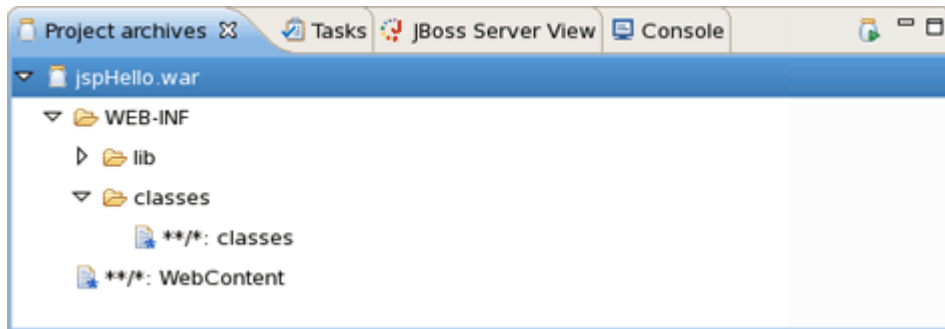 Project archives Tasks JBoss Server View Console
jspHello.war
WEB-INF
lib
classes
**/*: classes
**/*: WebContent